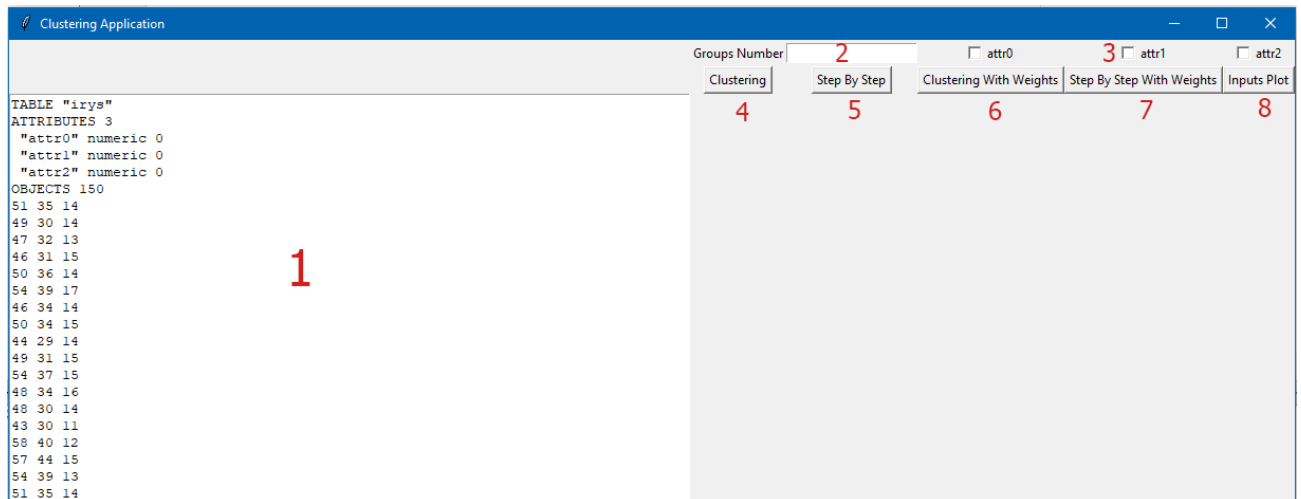 Clustering Application
Groups Number 2 attr0 3 attr1 attr2
Clustering Step By Step Clustering With Weights Step By Step With Weights Inputs Plot
4 5 6 7 8
TABLE "irys"
ATTRIBUTES 3
"attr0" numeric 0
"attr1" numeric 0
"attr2" numeric 0
OBJECTS 150
51 35 14
49 30 14
47 32 13
46 31 15
50 36 14
1
54 39 17
46 34 14
50 34 15
44 29 14
49 31 15
54 37 15
48 34 16
48 30 14
43 30 11
58 40 12
57 44 15
54 39 13
51 35 14